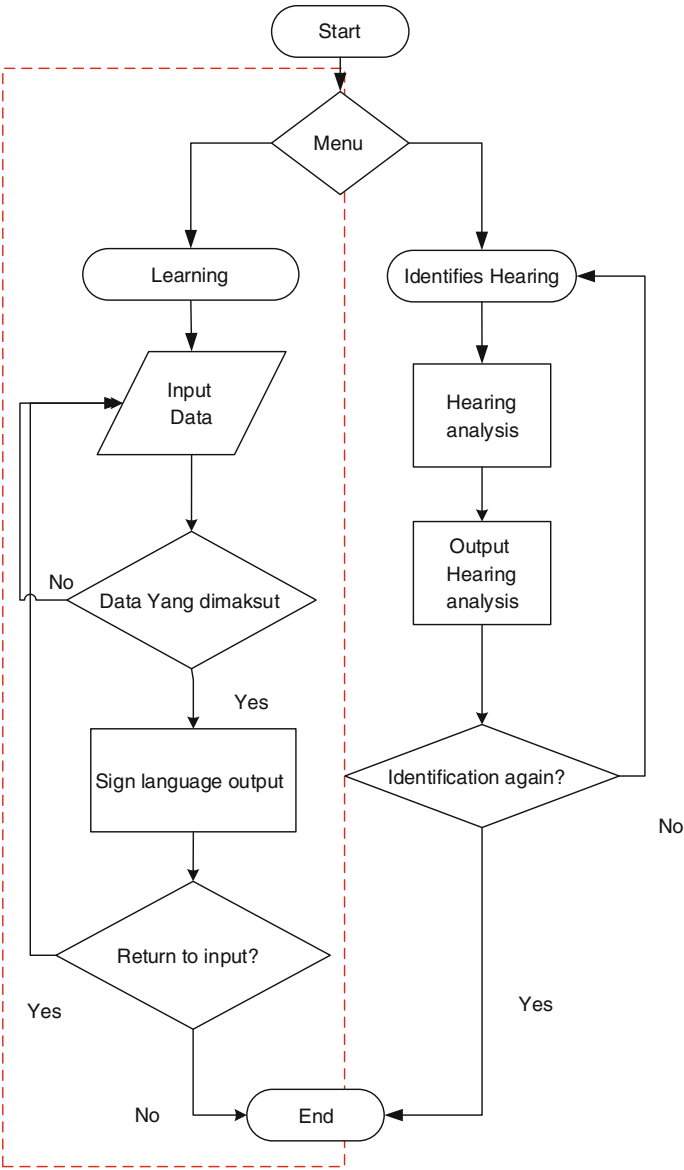 Start
Menu
Learning
Identifies Hearing
Input
Data
Hearing
analysis
Output
Hearing
analysis
No
Data Yang dimaksut
Yes
Sign language output
Identification again?
No
Return to input?
Yes
Yes
No
End